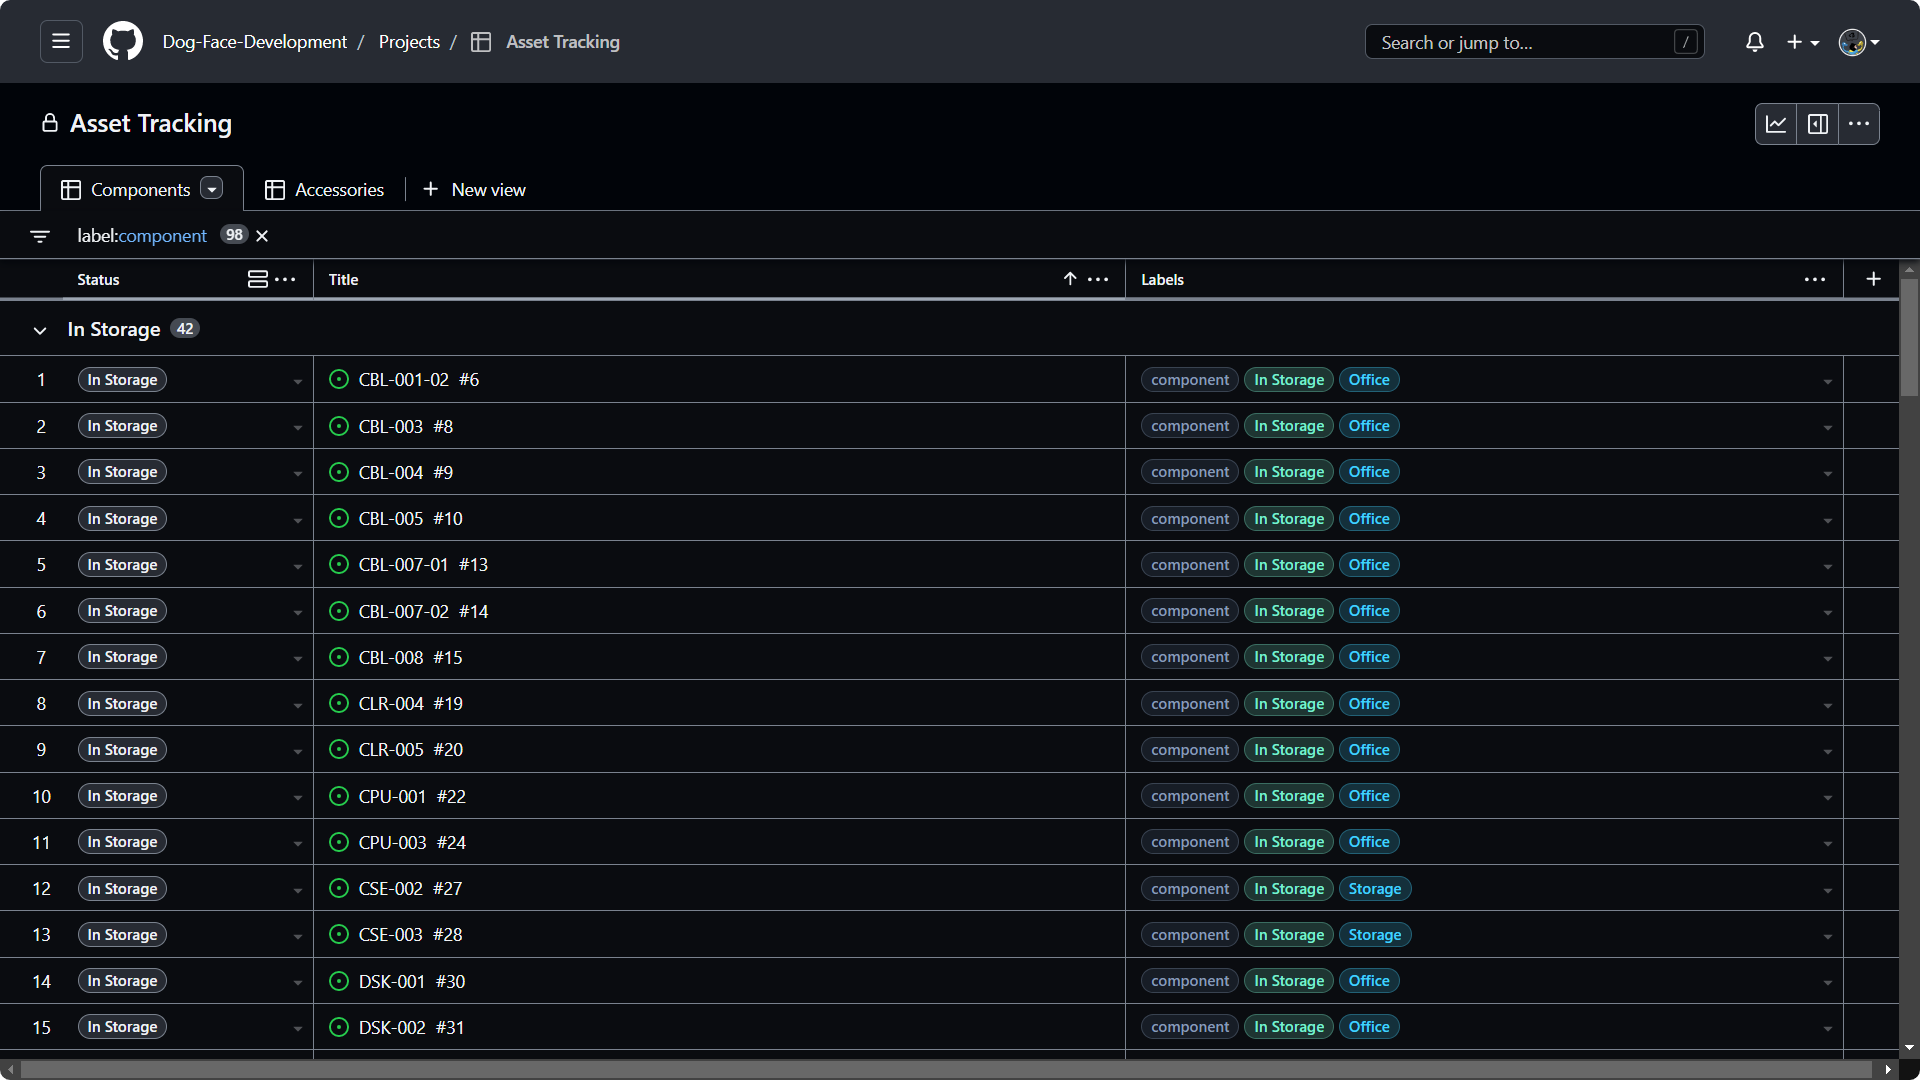 Dog-Face-Development / Projects / Asset Tracking Search or jump to... /
Asset Tracking
Components Accessories New view
label:component 98
Status Title Labels
In Storage 42
1 In Storage CBL-001-02 #6 component In Storage Office
2 In Storage CBL-003 #8 component In Storage Office
3 In Storage CBL-004 #9 component In Storage Office
4 In Storage CBL-005 #10 component In Storage Office
5 In Storage CBL-007-01 #13 component In Storage Office
6 In Storage CBL-007-02 #14 component In Storage Office
7 In Storage CBL-008 #15 component In Storage Office
8 In Storage CLR-004 #19 component In Storage Office
9 In Storage CLR-005 #20 component In Storage Office
10 In Storage CPU-001 #22 component In Storage Office
11 In Storage CPU-003 #24 component In Storage Office
12 In Storage CSE-002 #27 component In Storage Storage
13 In Storage CSE-003 #28 component In Storage Storage
14 In Storage DSK-001 #30 component In Storage Office
15 In Storage DSK-002 #31 component In Storage Office